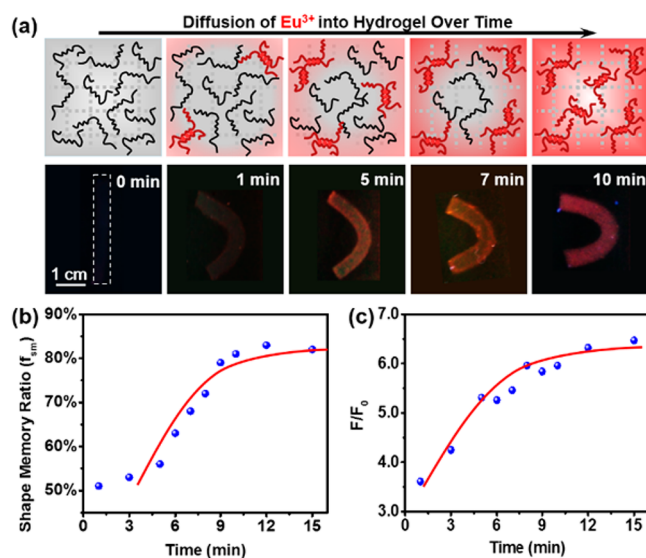 Diffusion of Eu³⁺ into Hydrogel Over Time
(a)
0 min
1 min
5 min
7 min
10 min
1 cm
(b)
(c)
90%
80%
70%
60%
50%
Shape Memory Ratio (fsm)
0 3 6 9 12 15
Time (min)
7.0
6.0
5.0
4.0
3.0
F/F₀
0 3 6 9 12 15
Time (min)